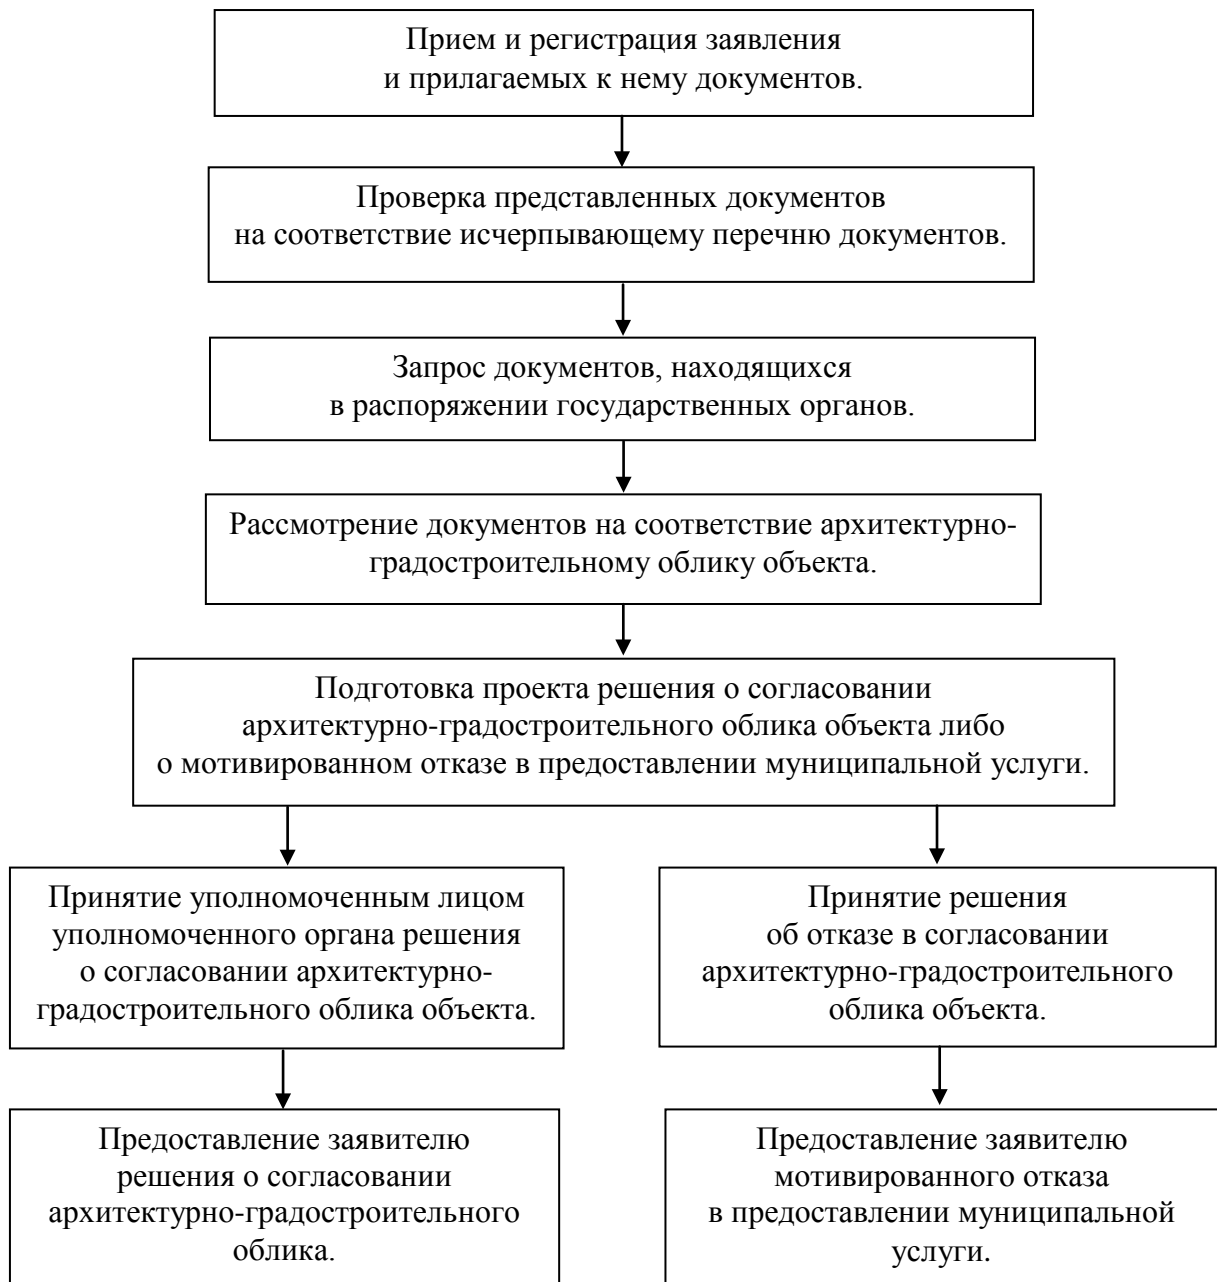 Прием и регистрация заявления
и прилагаемых к нему документов.
Проверка представленных документов
на соответствие исчерпывающему перечню документов.
Запрос документов, находящихся
в распоряжении государственных органов.
Рассмотрение документов на соответствие архитектурно-
градостроительному облику объекта.
Подготовка проекта решения о согласовании
архитектурно-градостроительного облика объекта либо
о мотивированном отказе в предоставлении муниципальной услуги.
Принятие уполномоченным лицом
уполномоченного органа решения
о согласовании архитектурно-
градостроительного облика объекта.
Принятие решения
об отказе в согласовании
архитектурно-градостроительного
облика объекта.
Предоставление заявителю
решения о согласовании
архитектурно-градостроительного
облика.
Предоставление заявителю
мотивированного отказа
в предоставлении муниципальной
услуги.